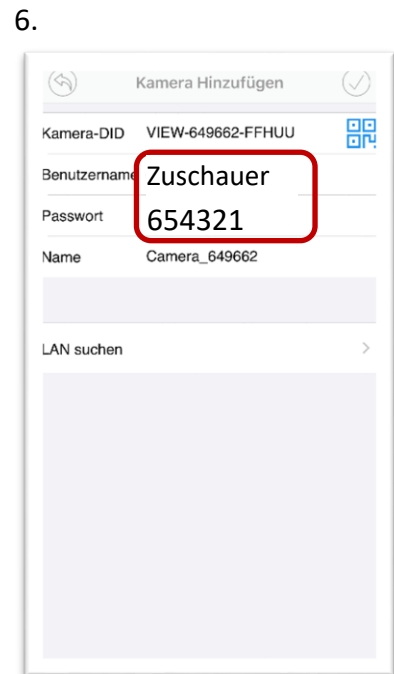 6.
Kamera Hinzufügen
Kamera-DID VIEW-649662-FFHUU
Benutzername Zuschauer
Passwort 654321
Name Camera_649662
LAN suchen